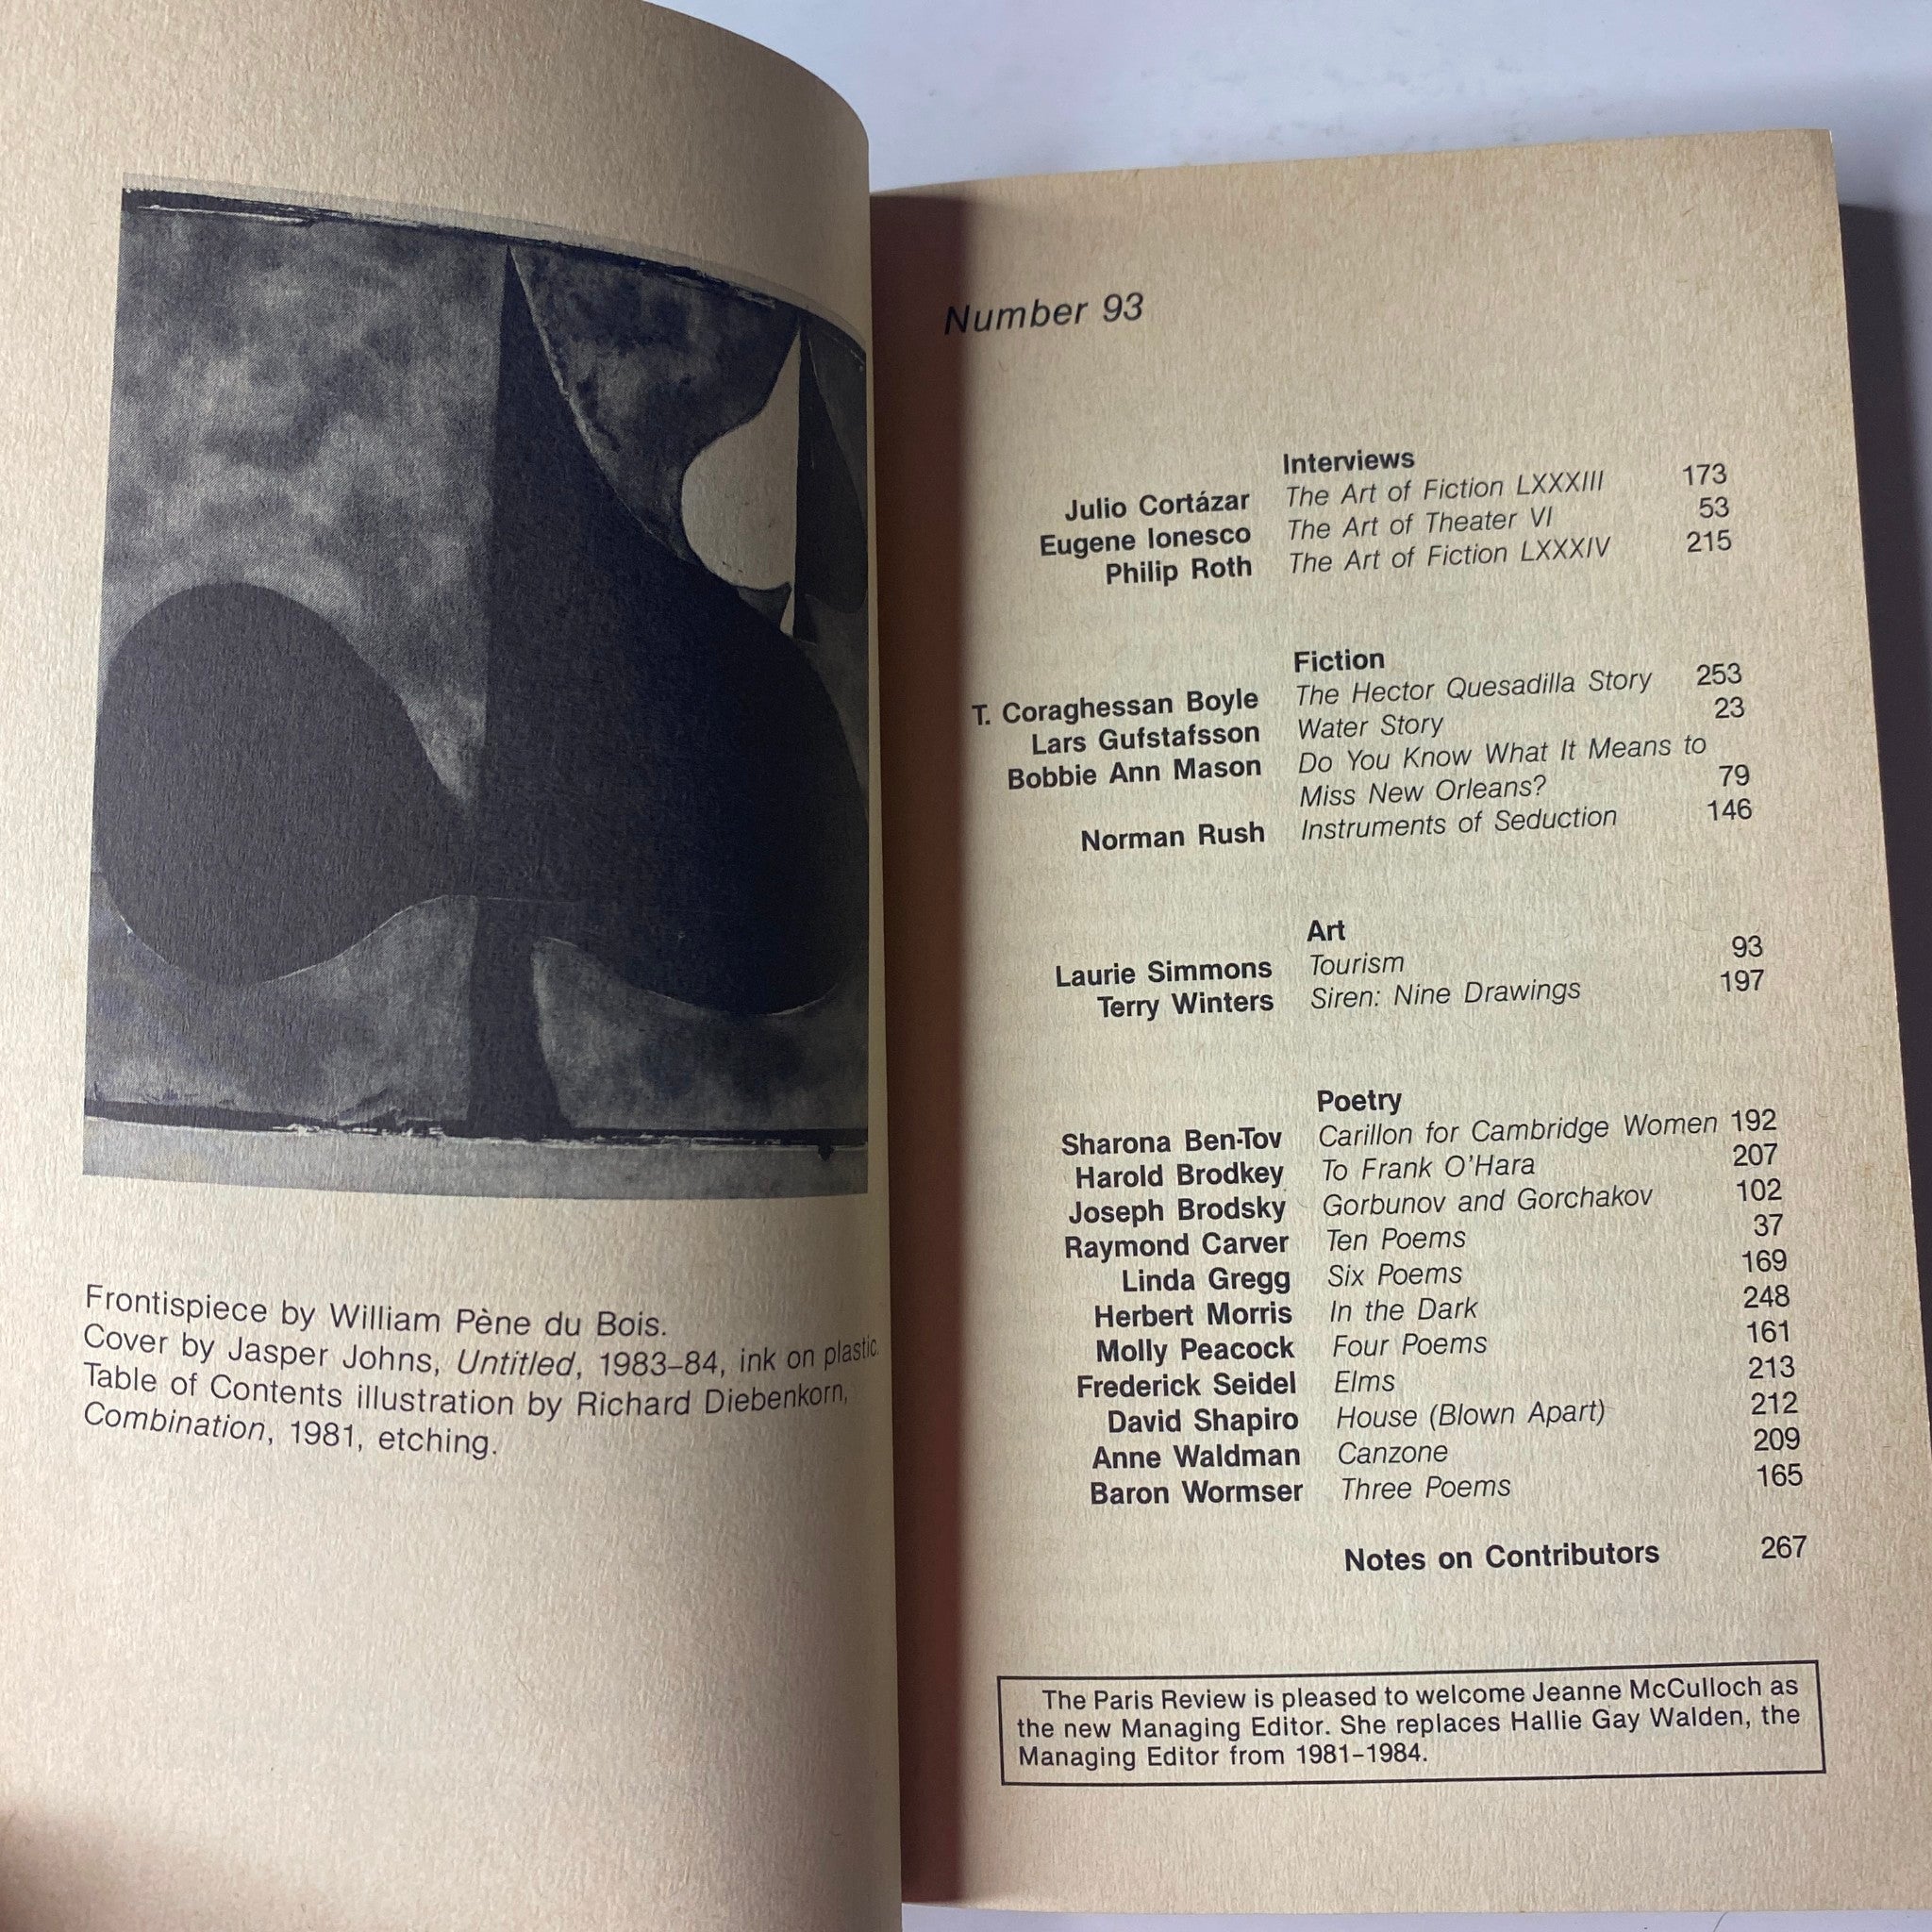 Frontispiece by William Pène du Bois.
Cover by Jasper Johns, Untitled, 1983–84, ink on plastic.
Table of Contents illustration by Richard Diebenkorn,
Combination, 1981, etching.
Number 93
Interviews
Julio Cortázar The Art of Fiction LXXXIII 173
Eugene Ionesco The Art of Theater VI 53
Philip Roth The Art of Fiction LXXXIV 215
Fiction
T. Coraghessan Boyle The Hector Quesadilla Story 253
Lars Gufstafsson Water Story 23
Bobbie Ann Mason Do You Know What It Means to
Miss New Orleans? 79
Norman Rush Instruments of Seduction 146
Art
Laurie Simmons Tourism 93
Terry Winters Siren: Nine Drawings 197
Poetry
Sharona Ben-Tov Carillon for Cambridge Women 192
Harold Brodkey To Frank O'Hara 207
Joseph Brodsky Gorbunov and Gorchakov 102
Raymond Carver Ten Poems 37
Linda Gregg Six Poems 169
Herbert Morris In the Dark 248
Molly Peacock Four Poems 161
Frederick Seidel Elms 213
David Shapiro House (Blown Apart) 212
Anne Waldman Canzone 209
Baron Wormser Three Poems 165
Notes on Contributors 267
The Paris Review is pleased to welcome Jeanne McCulloch as
the new Managing Editor. She replaces Hallie Gay Walden, the
Managing Editor from 1981–1984.